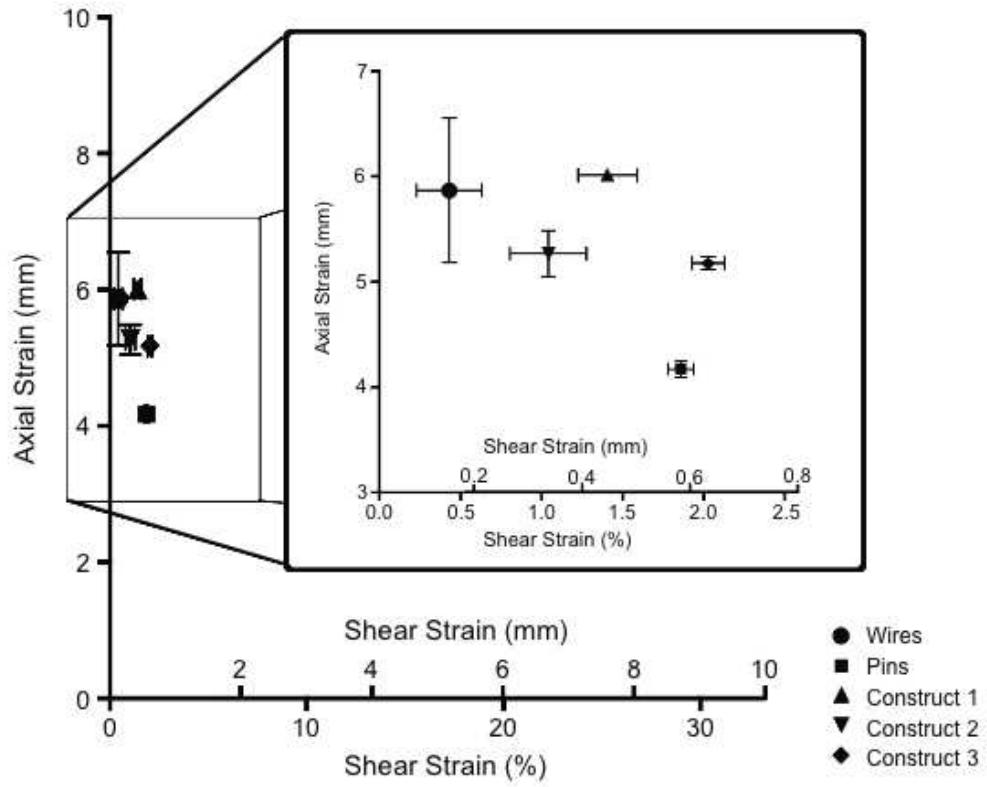 10
8
6
4
2
0
Axial Strain (mm)
7
6
5
4
3
Axial Strain (mm)
Shear Strain (mm)
0.2 0.4 0.6 0.8
0.0 0.5 1.0 1.5 2.0 2.5
Shear Strain (%)
Shear Strain (mm)
2 4 6 8 10
0 10 20 30
Shear Strain (%)
Wires
Pins
Construct 1
Construct 2
Construct 3